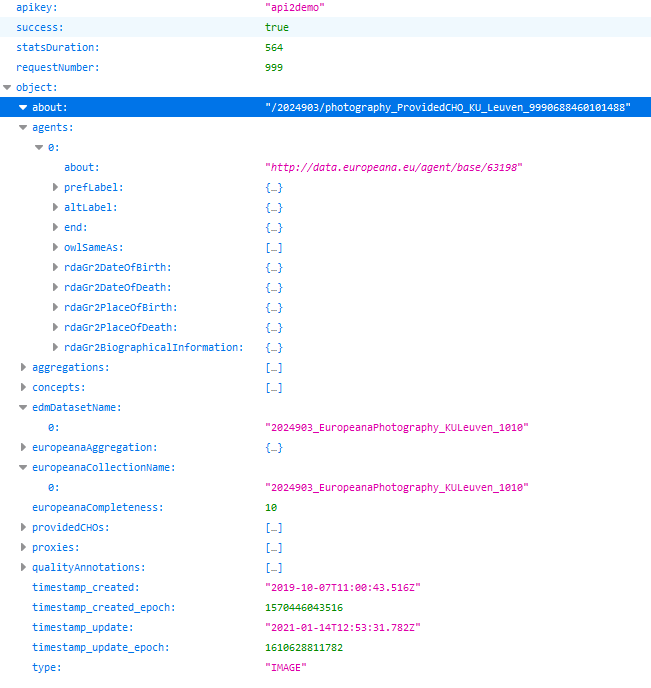 apikey: "api2demo"
success: true
statsDuration: 564
requestNumber: 999
object:
about: "/2024903/photography_ProvidedCHO_KU_Leuven_9990688460101488"
agents:
0:
about: "http://data.europeana.eu/agent/base/63198"
prefLabel: {…}
altLabel: {…}
end: {…}
owlSameAs: […]
rdaGr2DateOfBirth: {…}
rdaGr2DateOfDeath: {…}
rdaGr2PlaceOfBirth: {…}
rdaGr2PlaceOfDeath: {…}
rdaGr2BiographicalInformation: {…}
aggregations: […]
concepts: […]
edmDatasetName:
0: "2024903_EuropeanaPhotography_KULeuven_1010"
europeanaAggregation: {…}
europeanaCollectionName:
0: "2024903_EuropeanaPhotography_KULeuven_1010"
europeanaCompleteness: 10
providedCHOs: […]
proxies: […]
qualityAnnotations: […]
timestamp_created: "2019-10-07T11:00:43.516Z"
timestamp_created_epoch: 1570446043516
timestamp_update: "2021-01-14T12:53:31.782Z"
timestamp_update_epoch: 1610628811782
type: "IMAGE"